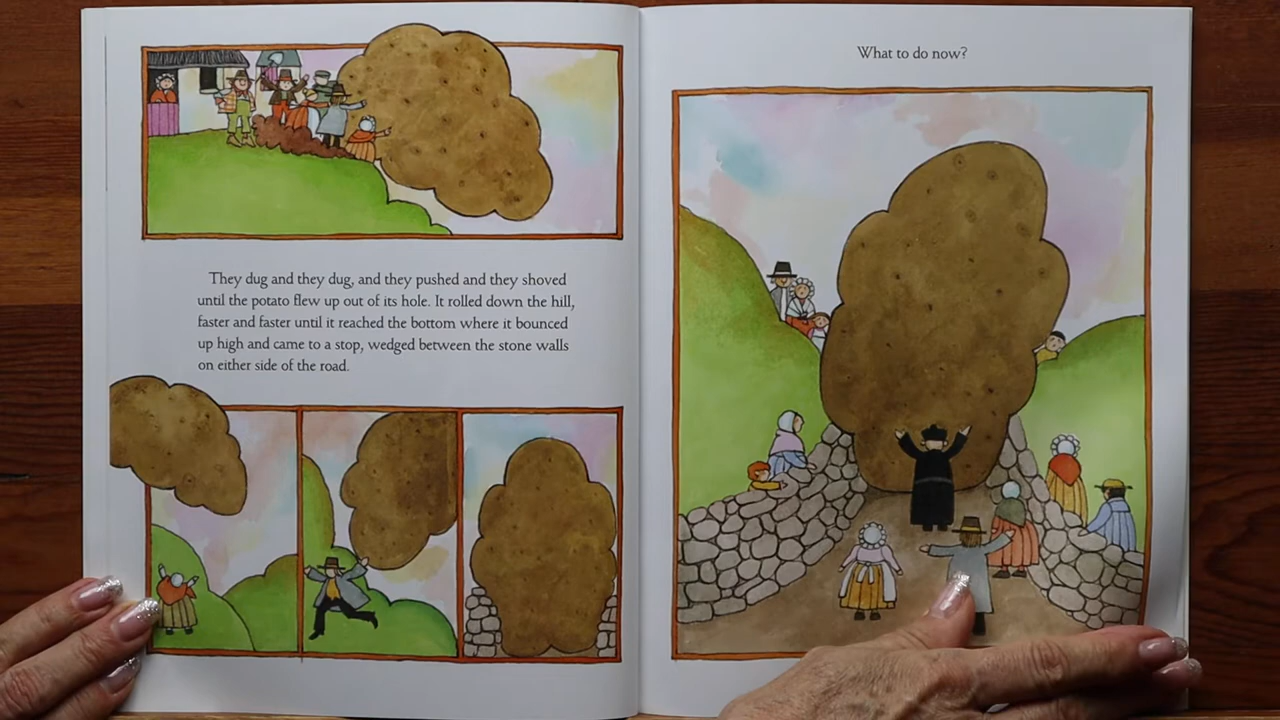 They dug and they dug, and they pushed and they shoved
until the potato flew up out of its hole. It rolled down the hill,
faster and faster until it reached the bottom where it bounced
up high and came to a stop, wedged between the stone walls
on either side of the road.
What to do now?